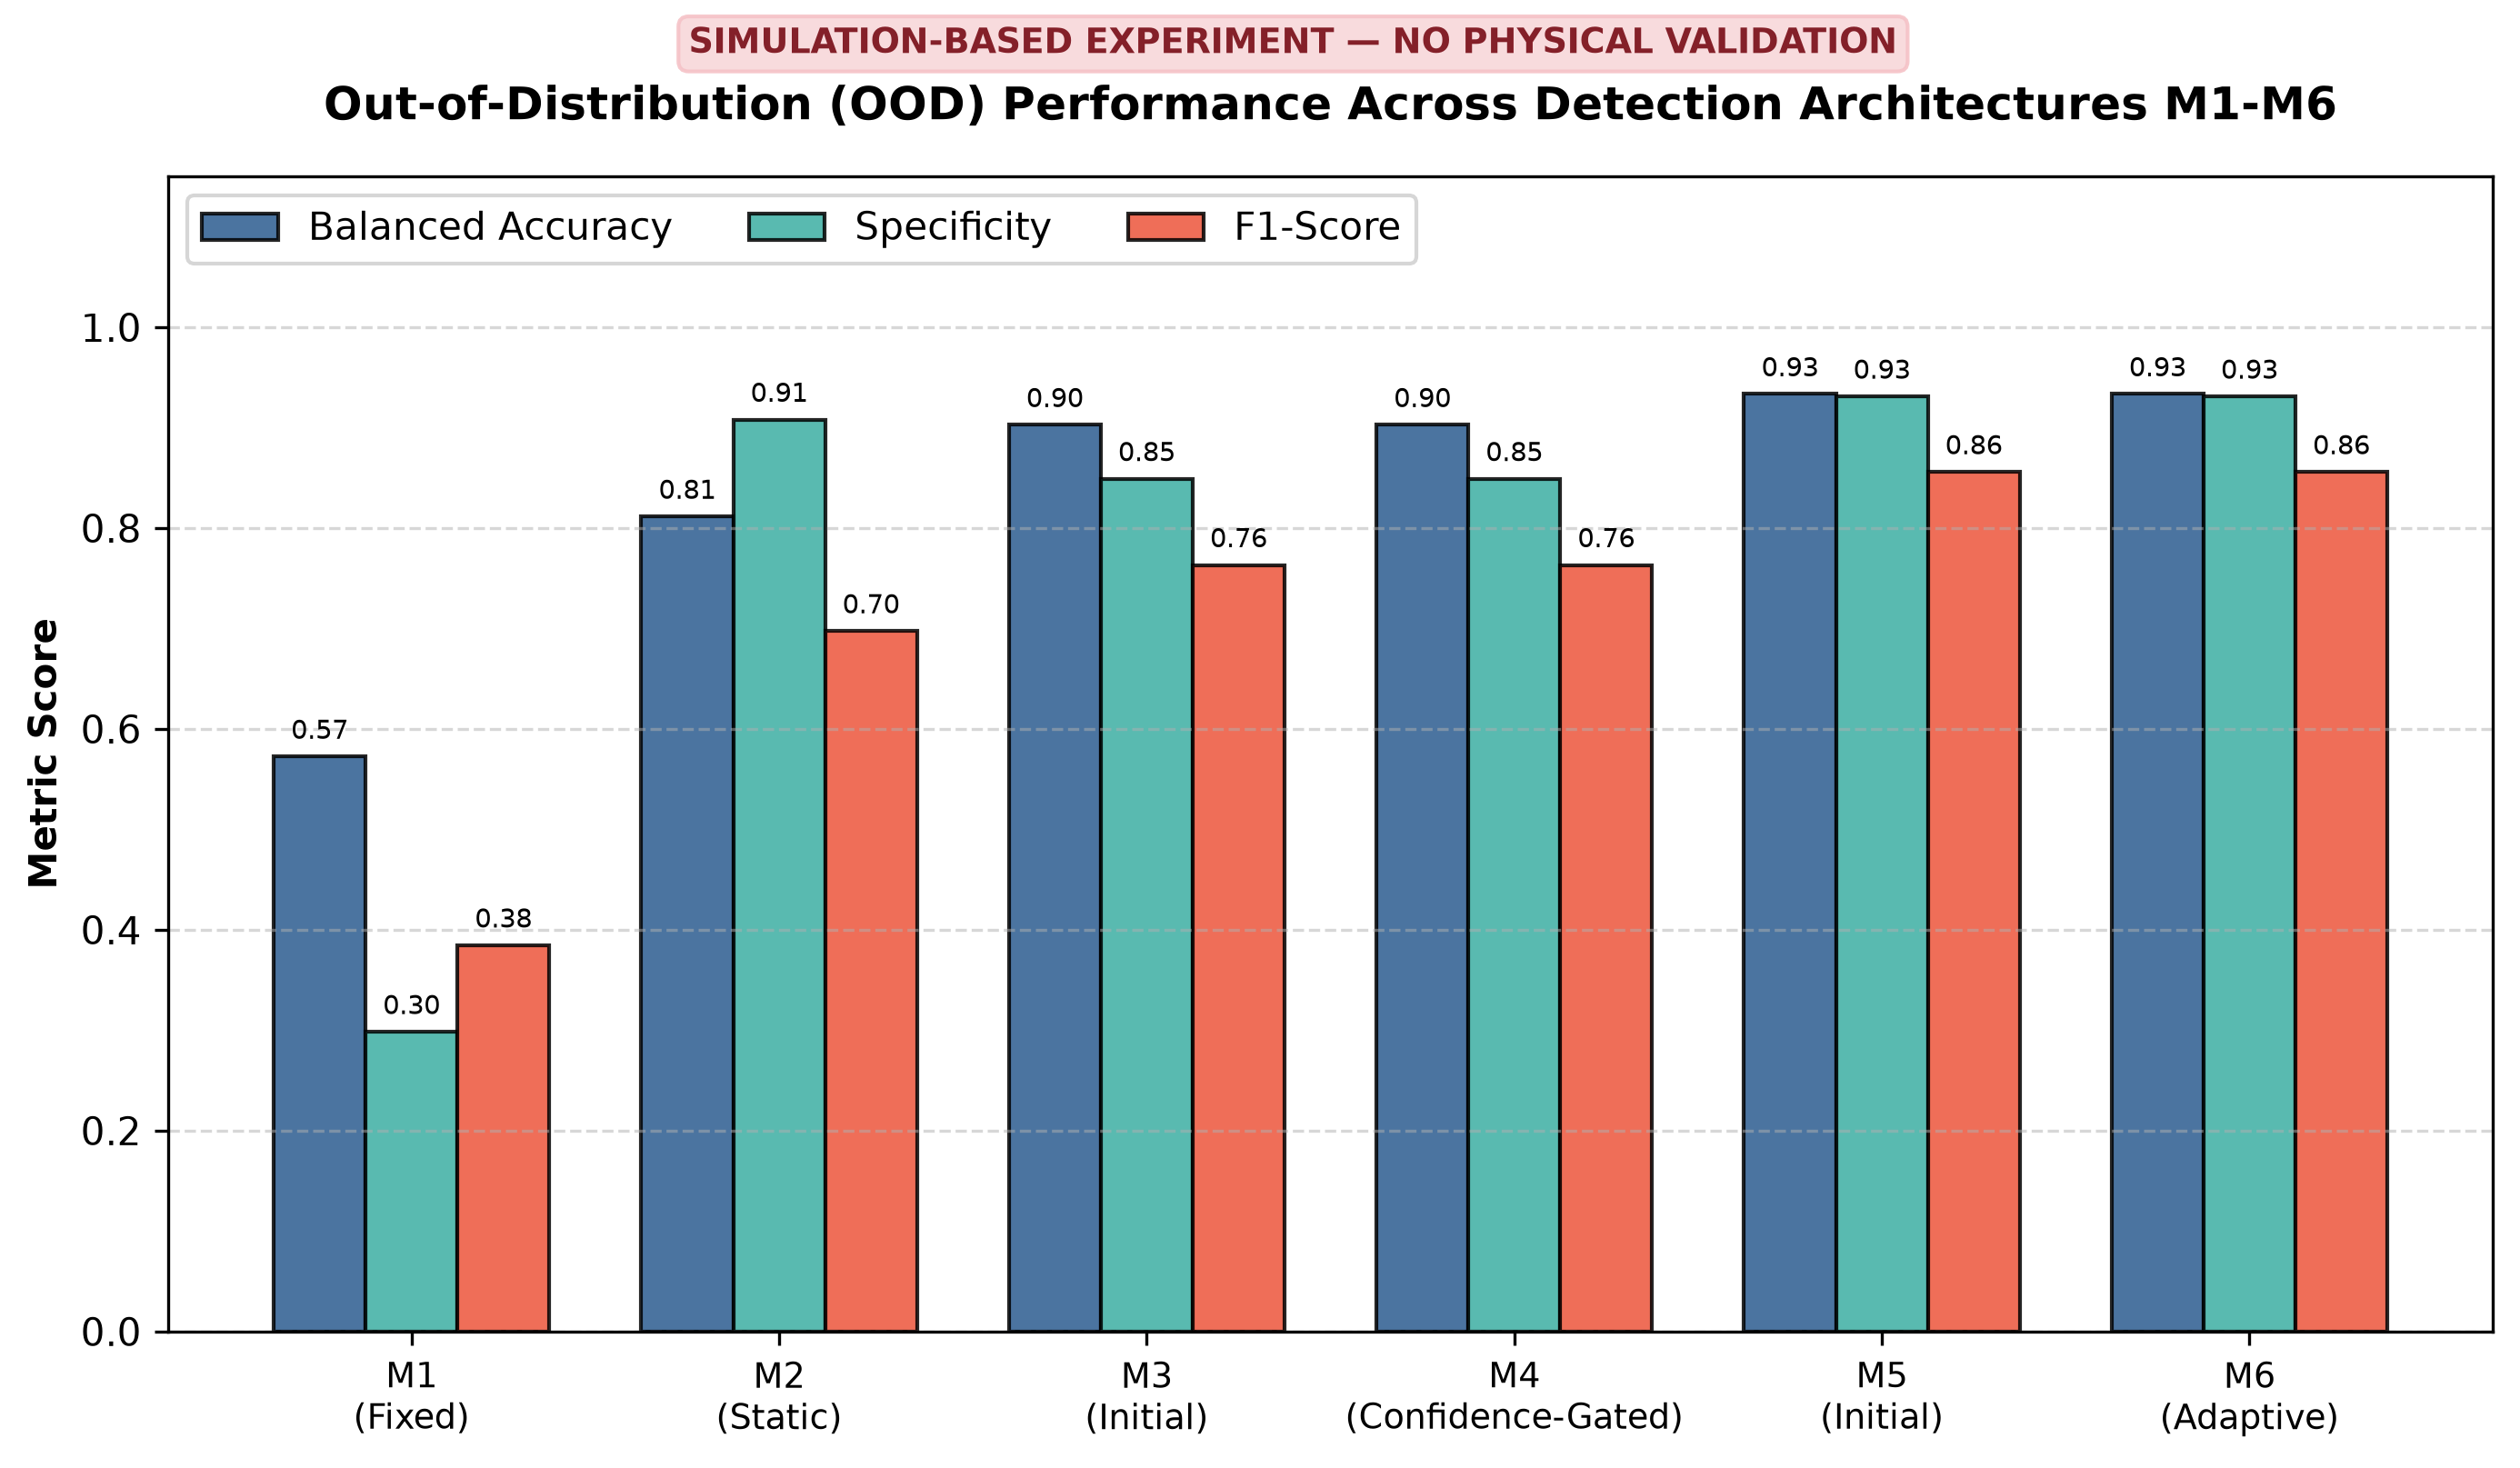 SIMULATION-BASED EXPERIMENT — NO PHYSICAL VALIDATION
Out-of-Distribution (OOD) Performance Across Detection Architectures M1-M6
Balanced Accuracy
Specificity
F1-Score
Metric Score
1.0
0.8
0.6
0.4
0.2
0.0
0.57
0.30
0.38
0.81
0.91
0.70
0.90
0.85
0.76
0.90
0.85
0.76
0.93
0.93
0.86
0.93
0.93
0.86
M1
(Fixed)
M2
(Static)
M3
(Initial)
M4
(Confidence-Gated)
M5
(Initial)
M6
(Adaptive)